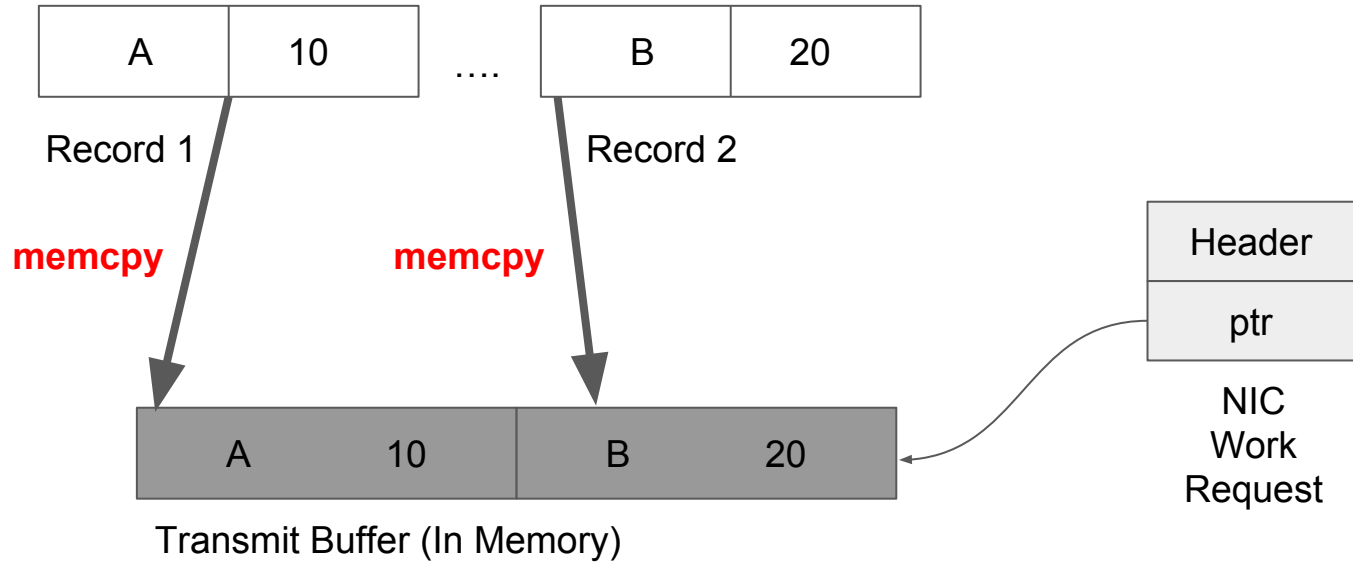 A 10 …. B 20
Record 1 Record 2
memcpy memcpy
Header
ptr
NIC
Work
Request
A 10 B 20
Transmit Buffer (In Memory)